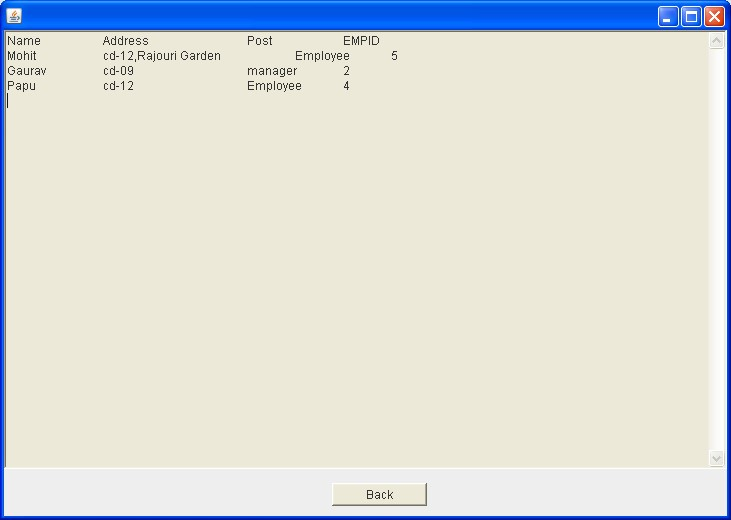 Name Address Post EMPID
Mohit cd-12,Rajouri Garden Employee 5
Gaurav cd-09 manager 2
Papu cd-12 Employee 4
Back